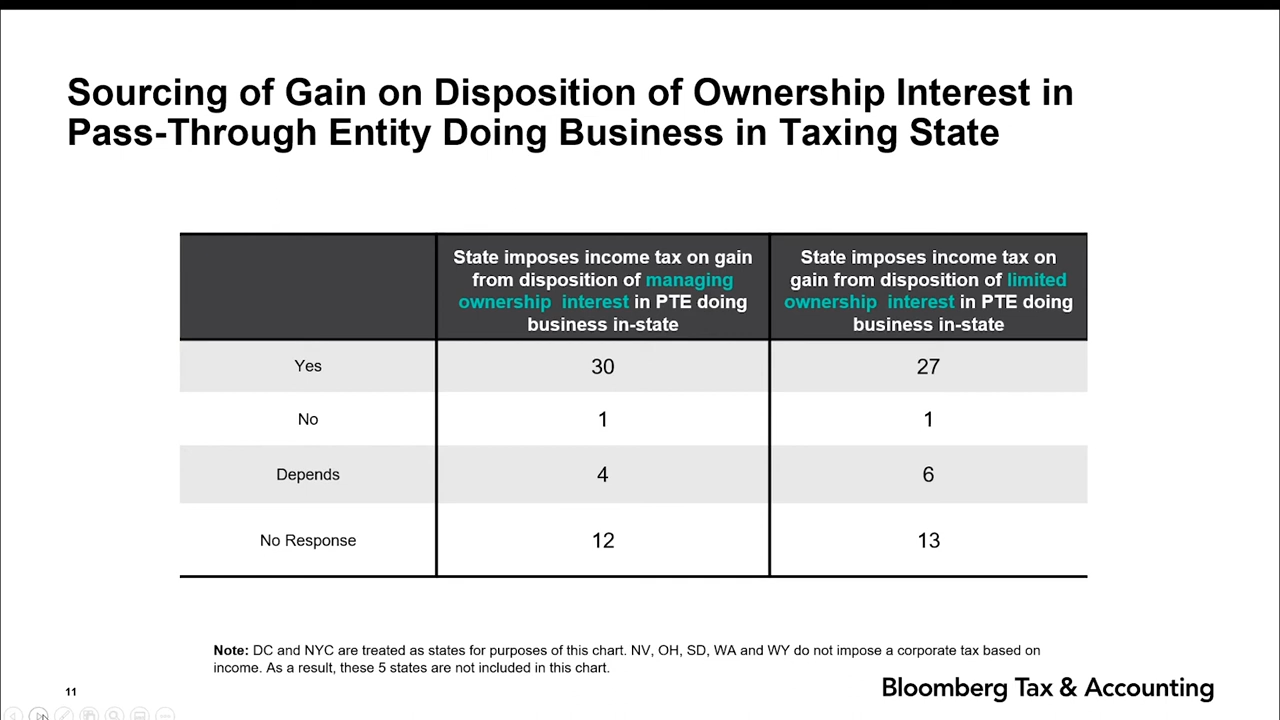 Sourcing of Gain on Disposition of Ownership Interest in
Pass-Through Entity Doing Business in Taxing State
State imposes income tax on gain
from disposition of managing
ownership interest in PTE doing
business in-state
State imposes income tax on
gain from disposition of limited
ownership interest in PTE doing
business in-state
Yes
30
27
No
1
1
Depends
4
6
No Response
12
13
Note: DC and NYC are treated as states for purposes of this chart. NV, OH, SD, WA and WY do not impose a corporate tax based on
income. As a result, these 5 states are not included in this chart.
11
Bloomberg Tax & Accounting